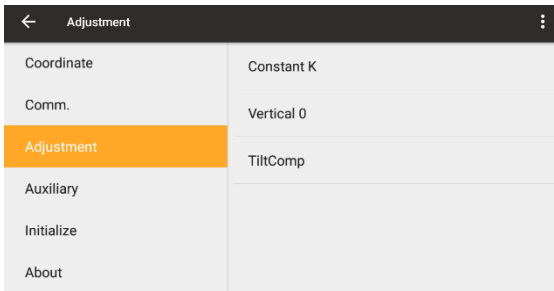 Adjustment
Coordinate
Comm.
Adjustment
Auxiliary
Initialize
About
Constant K
Vertical 0
TiltComp